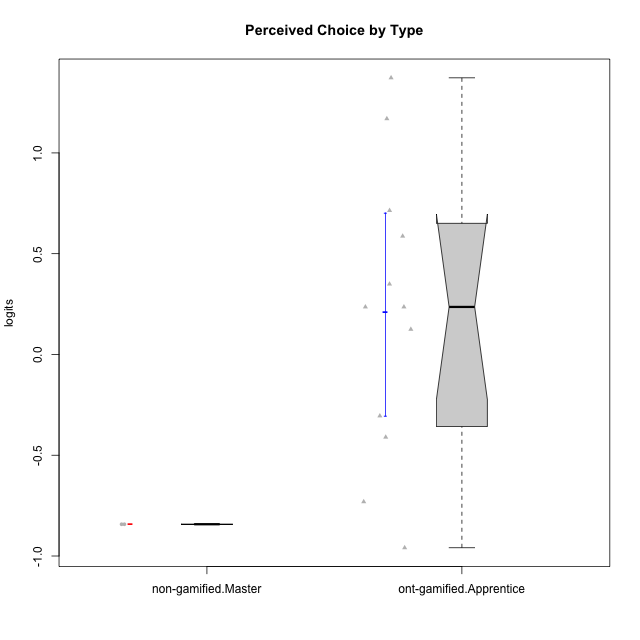 Perceived Choice by Type
logits
1.0
0.5
0.0
-0.5
-1.0
non-gamified.Master
ont-gamified.Apprentice